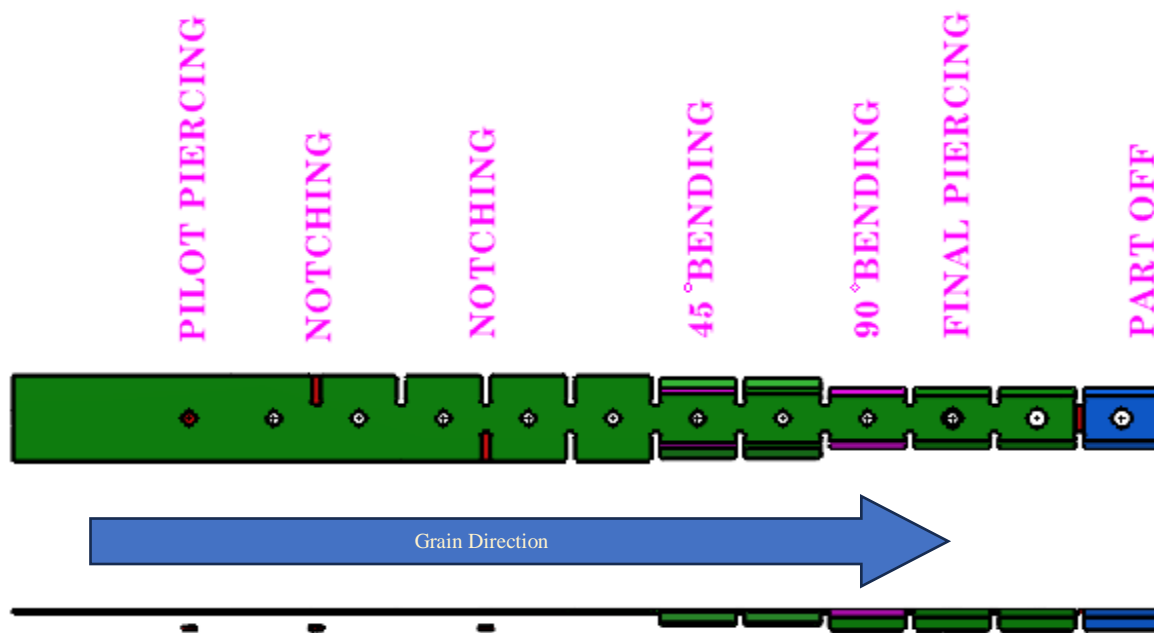 PILOT PIERCING
NOTCHING
NOTCHING
45°BENDING
90°BENDING
FINAL PIERCING
PART OFF
Grain Direction